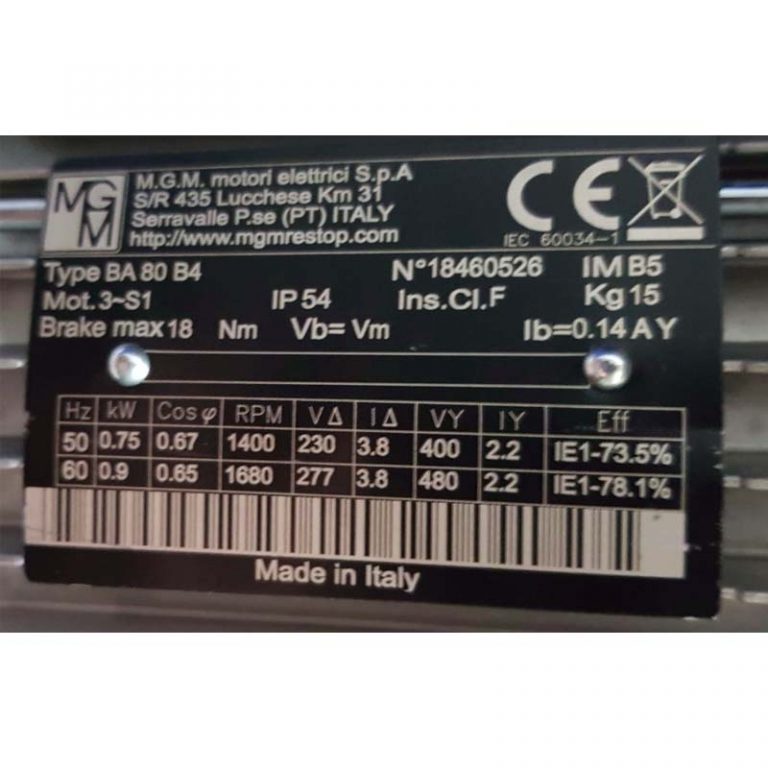 MGM
M.G.M. motori elettrici S.p.A
S/R 435 Lucchese Km 31
Serravalle P.se (PT) ITALY
http://www.mgmrestop.com
CE
IEC 60034-1
Type BA 80 B4 N°18460526 IM B5
Mot.3~S1 IP 54 Ins.Cl.F Kg 15
Brake max 18 Nm Vb= Vm Ib=0.14 A Y
Hz kW Cos φ RPM V Δ I Δ VY IY Eff
50 0.75 0.67 1400 230 3.8 400 2.2 IE1-73.5%
60 0.9 0.65 1680 277 3.8 480 2.2 IE1-78.1%
Made in Italy